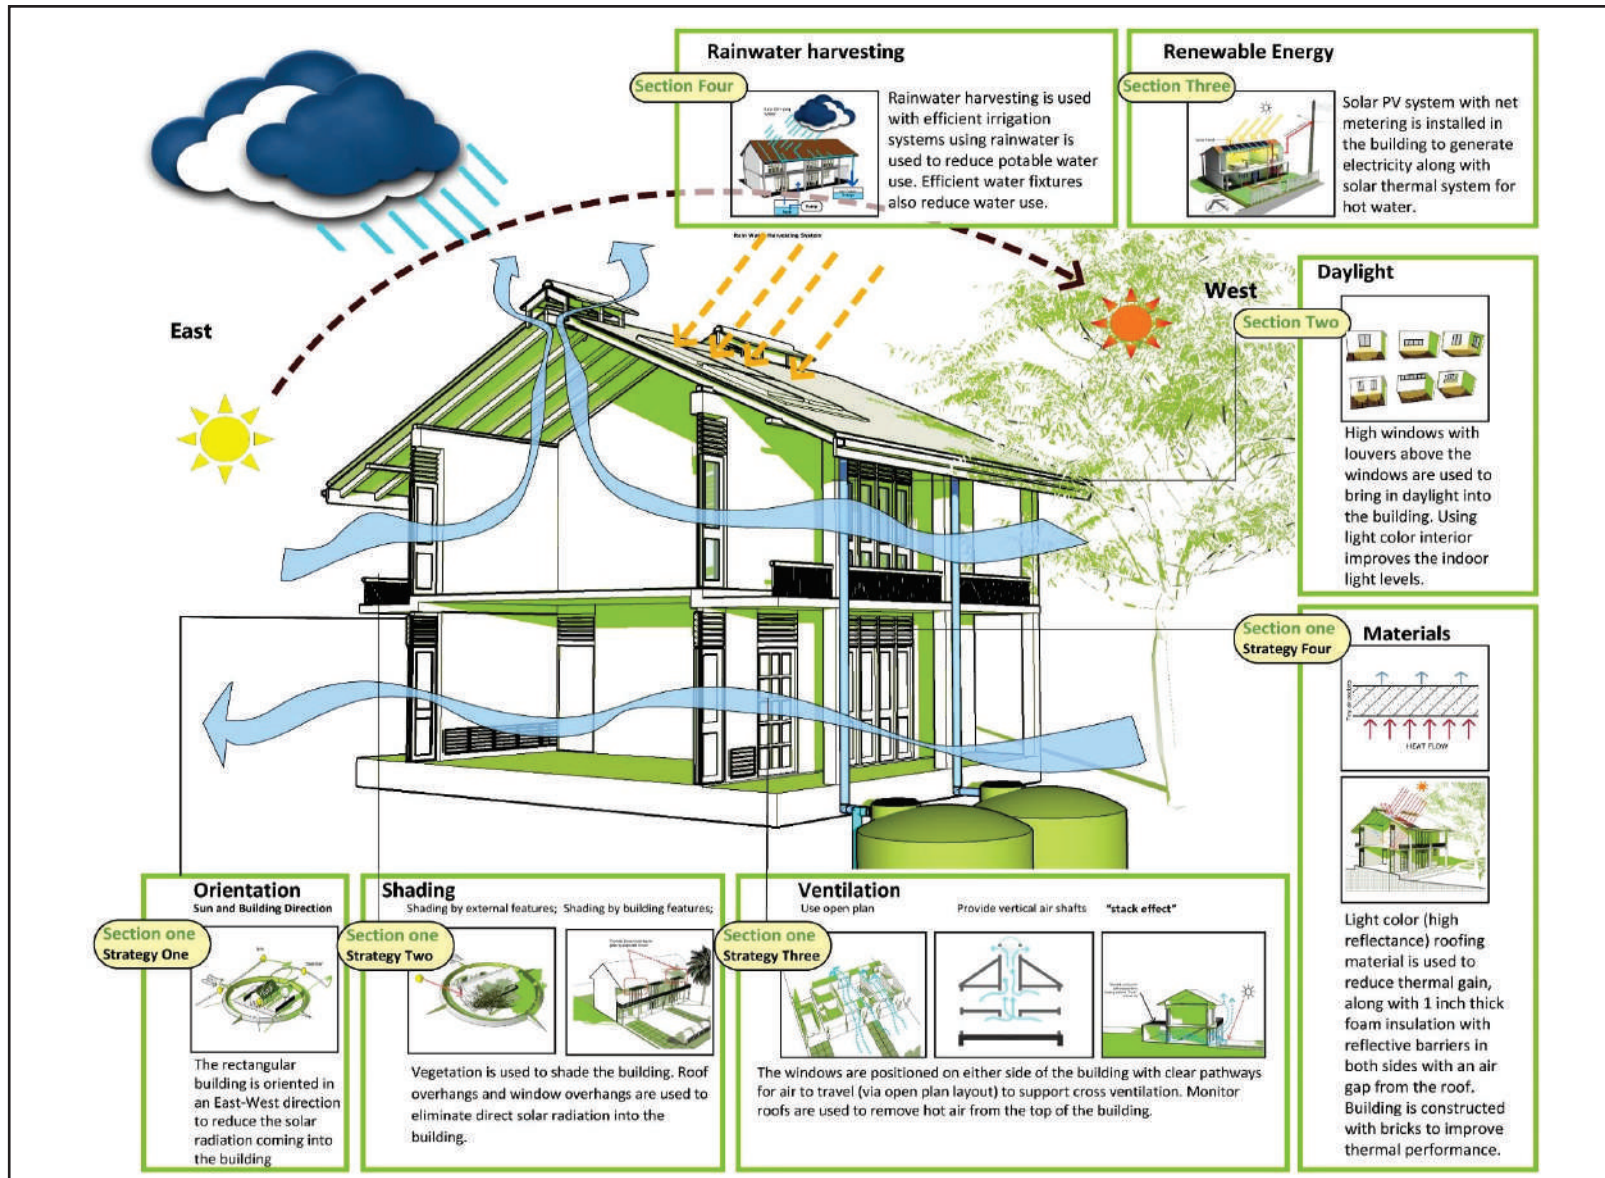 Rainwater harvesting
Section Four
Rainwater harvesting is used
with efficient irrigation
systems using rainwater is
used to reduce potable water
use. Efficient water fixtures
also reduce water use.
Rain Water Harvesting System
Renewable Energy
Section Three
Solar PV system with net
metering is installed in
the building to generate
electricity along with
solar thermal system for
hot water.
East
West
Daylight
Section Two
High windows with
louvers above the
windows are used to
bring in daylight into
the building. Using
light color interior
improves the indoor
light levels.
Section one
Strategy Four
Materials
HEAT FLOW
Light color (high
reflectance) roofing
material is used to
reduce thermal gain,
along with 1 inch thick
foam insulation with
reflective barriers in
both sides with an air
gap from the roof.
Building is constructed
with bricks to improve
thermal performance.
Orientation
Sun and Building Direction
Section one
Strategy One
The rectangular
building is oriented in
an East-West direction
to reduce the solar
radiation coming into
the building
Shading
Shading by external features; Shading by building features;
Section one
Strategy Two
Vegetation is used to shade the building. Roof
overhangs and window overhangs are used to
eliminate direct solar radiation into the
building.
Ventilation
Use open plan
Provide vertical air shafts
"stack effect"
Section one
Strategy Three
The windows are positioned on either side of the building with clear pathways
for air to travel (via open plan layout) to support cross ventilation. Monitor
roofs are used to remove hot air from the top of the building.